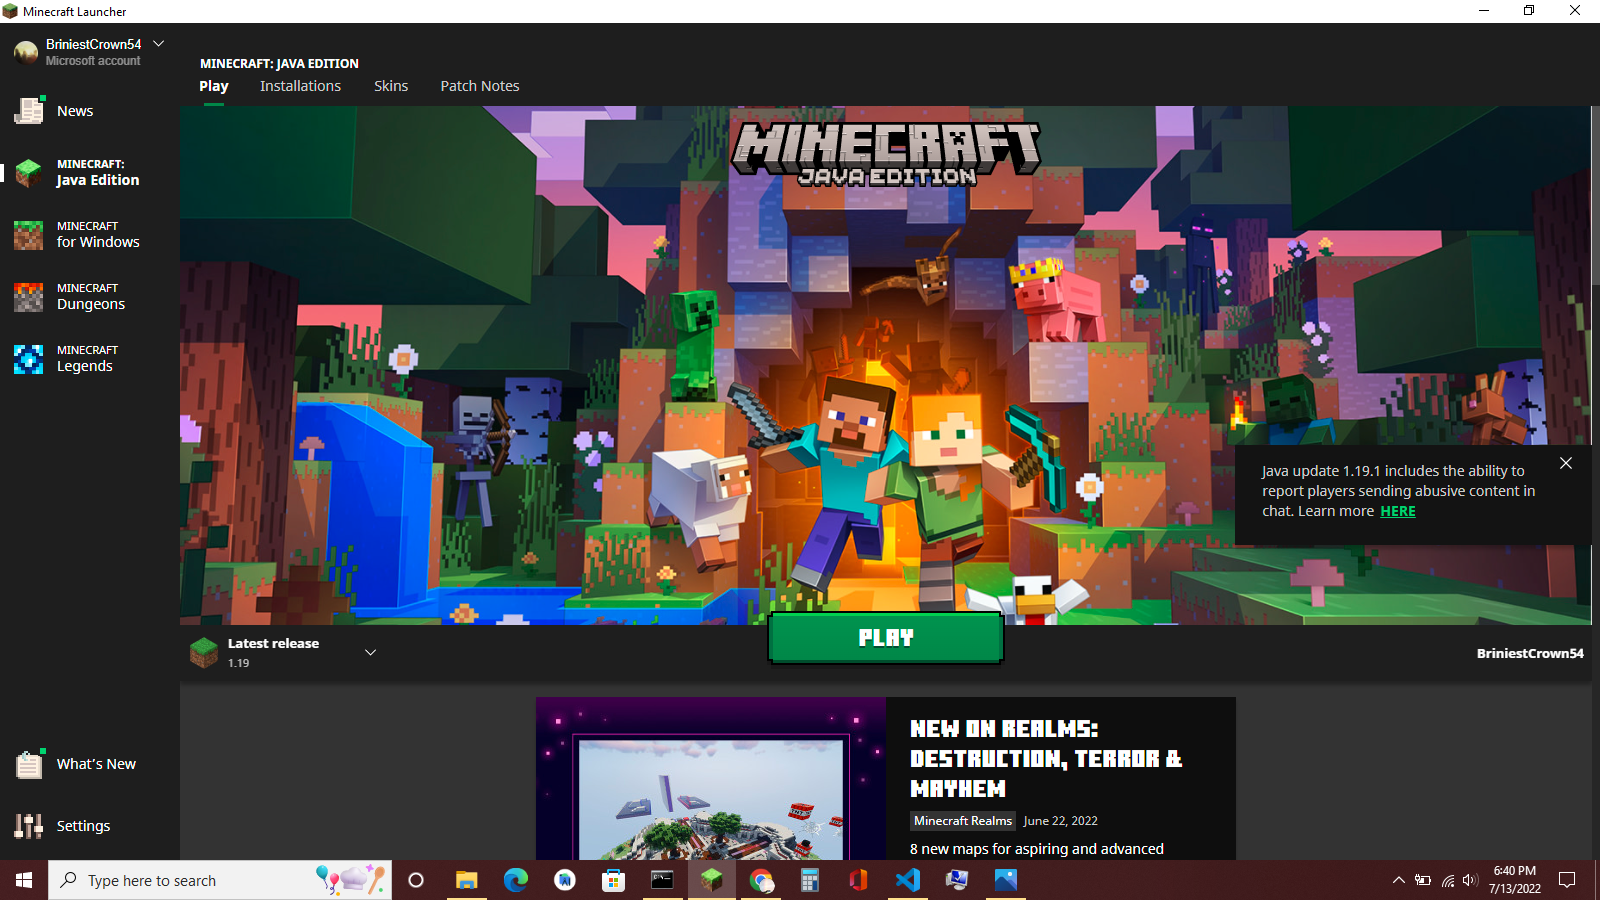 Minecraft Launcher
BriniestCrown54
Microsoft account
News
MINECRAFT:
Java Edition
MINECRAFT
for Windows
MINECRAFT
Dungeons
MINECRAFT
Legends
What's New
Settings
MINECRAFT: JAVA EDITION
Play Installations Skins Patch Notes
MINECRAFT
JAVA EDITION
Java update 1.19.1 includes the ability to
report players sending abusive content in
chat. Learn more HERE
Latest release
1.19
PLAY
BriniestCrown54
NEW ON REALMS:
DESTRUCTION, TERROR &
MAYHEM
Minecraft Realms June 22, 2022
8 new maps for aspiring and advanced
Type here to search
6:40 PM
7/13/2022